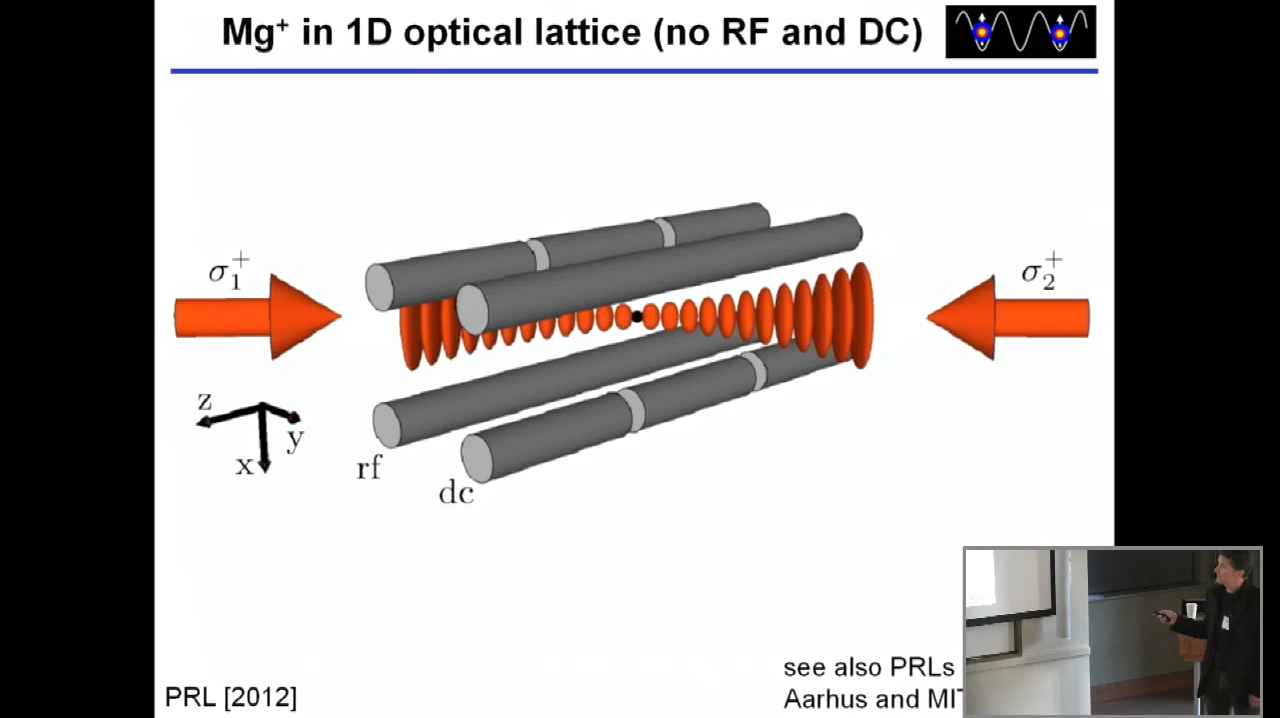 Mg⁺ in 1D optical lattice (no RF and DC)
σ₁⁺
σ₂⁺
z
y
x
rf
dc
see also PRLs
Aarhus and MIT
PRL [2012]